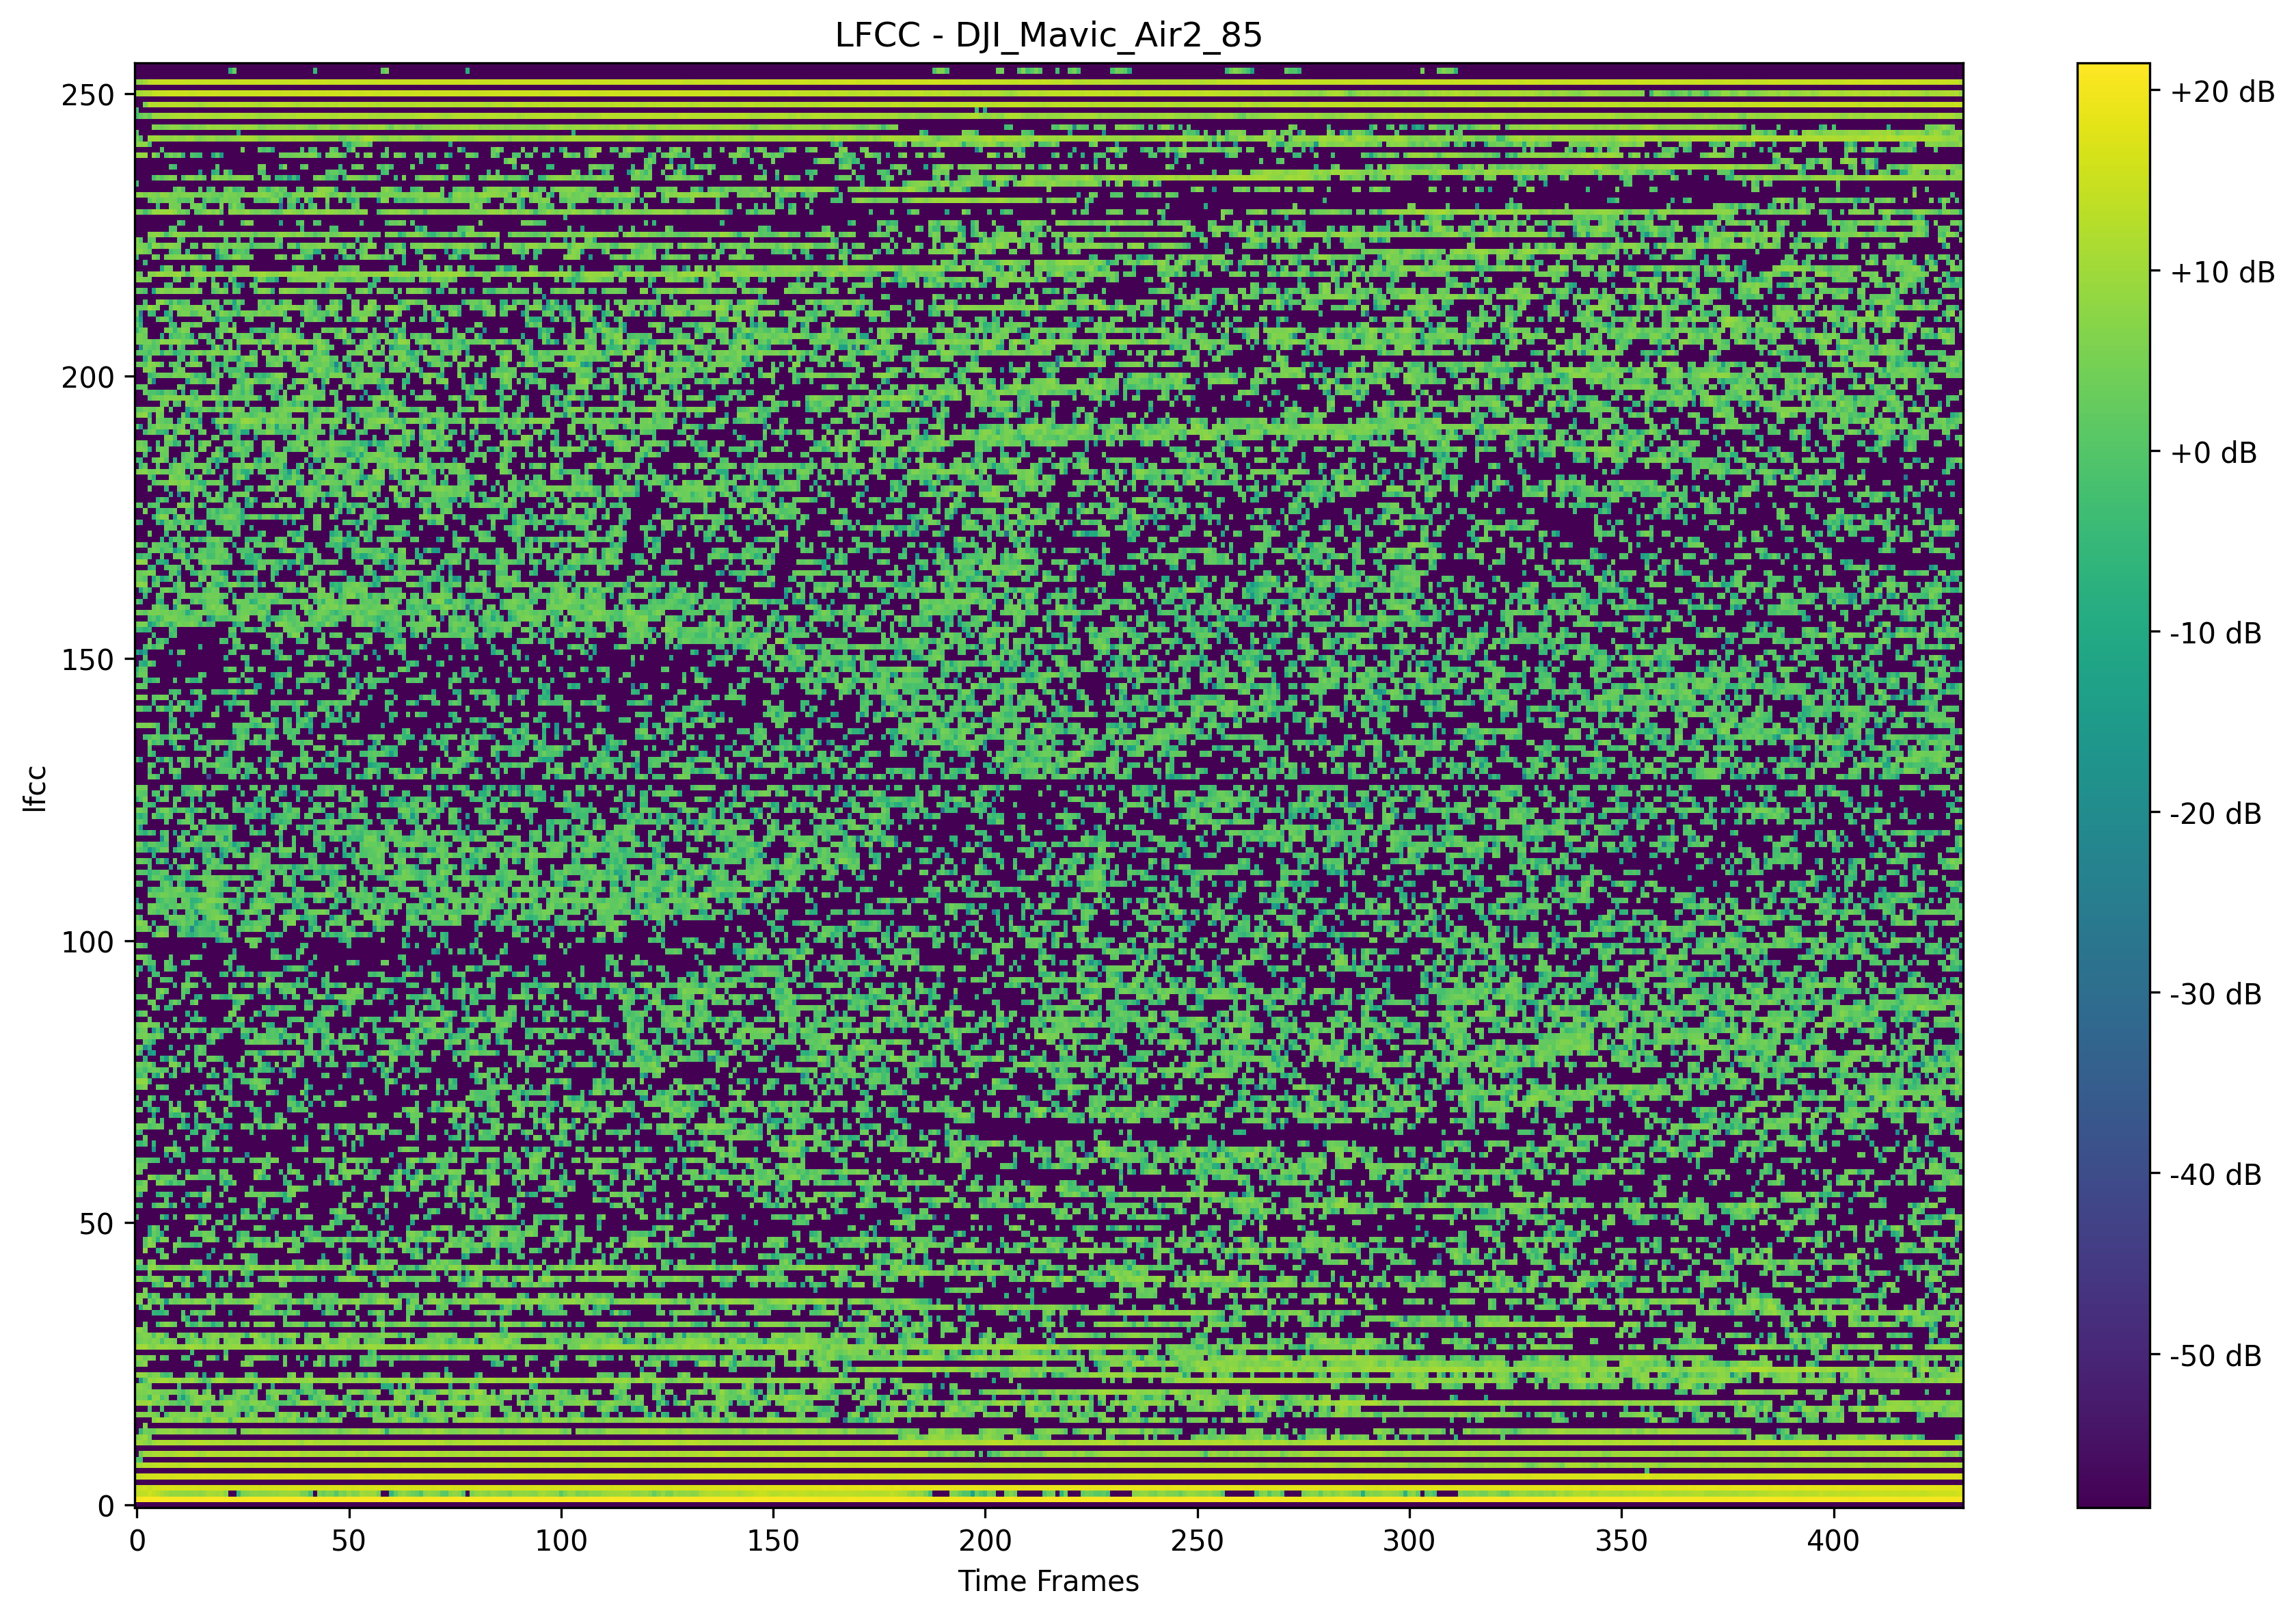 LFCC - DJI_Mavic_Air2_85
250
200
150
100
50
0
lfcc
0 50 100 150 200 250 300 350 400
Time Frames
+20 dB
+10 dB
+0 dB
-10 dB
-20 dB
-30 dB
-40 dB
-50 dB